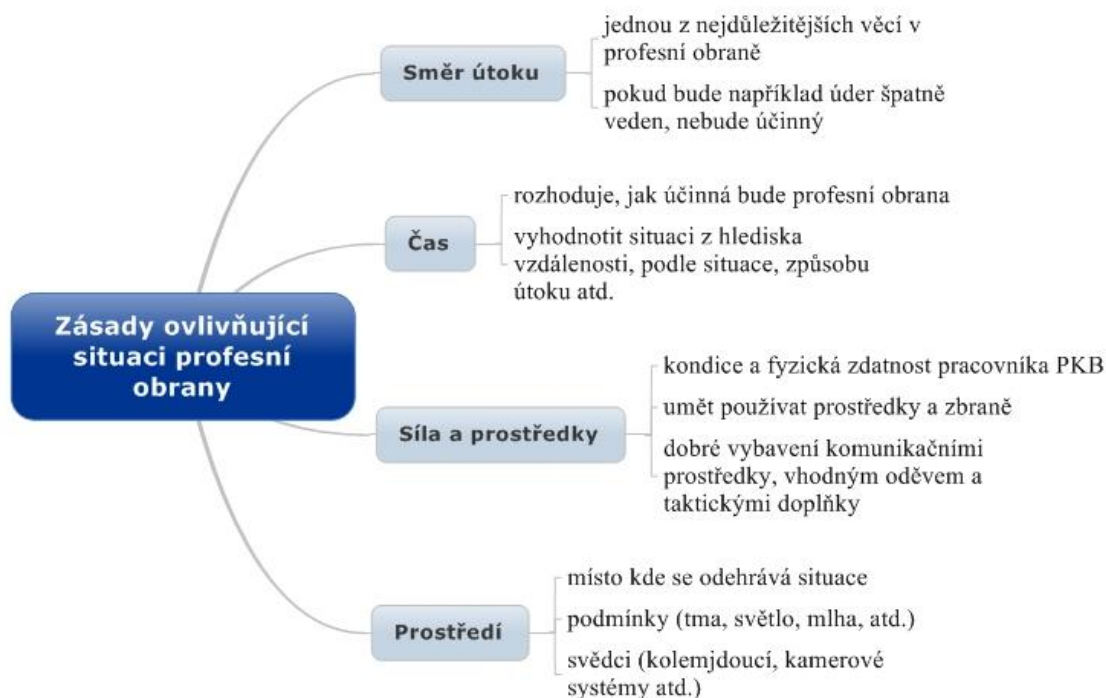 Zásady ovlivňující
situaci profesní
obrany
Směr útoku
jednou z nejdůležitějších věcí v
profesní obraně
pokud bude například úder špatně
veden, nebude účinný
Čas
rozhoduje, jak účinná bude profesní obrana
vyhodnotit situaci z hlediska
vzdálenosti, podle situace, způsobu
útoku atd.
Síla a prostředky
kondice a fyzická zdatnost pracovníka PKB
umět používat prostředky a zbraně
dobré vybavení komunikačními
prostředky, vhodným oděvem a
taktickými doplňky
Prostředí
místo kde se odehrává situace
podmínky (tma, světlo, mlha, atd.)
svědci (kolemjdoucí, kamerové
systémy atd.)